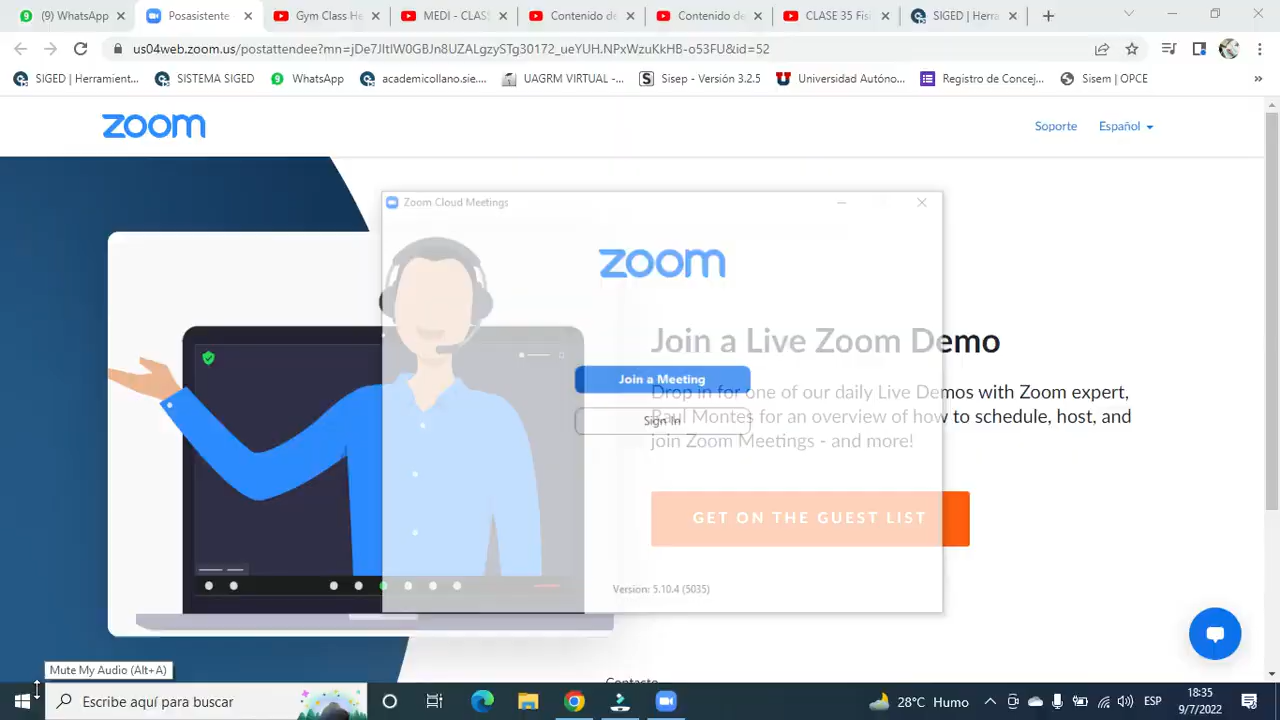 (9) WhatsApp
Posasistente
Gym Class He
MEDI - CLAS
Contenido de
Contenido de
CLASE 35 Fisi
SIGED | Herra
us04web.zoom.us/postattendee?mn=jDe7JItIW0GBJn8UZALgzySTg30172_ueYUH.NPxWzuKkHB-o53FU&id=52
SIGED | Herramient...
SISTEMA SIGED
WhatsApp
academicollano.sie....
UAGRM VIRTUAL -...
Sisep - Versión 3.2.5
Universidad Autóno...
Registro de Concej...
Sisem | OPCE
zoom
Soporte
Español
Zoom Cloud Meetings
zoom
Join a Live Zoom Demo
Join a Meeting
Drop in for one of our daily Live Demos with Zoom expert,
Raul Montes for an overview of how to schedule, host, and
Sign In
join Zoom Meetings - and more!
GET ON THE GUEST LIST
Version: 5.10.4 (5035)
Mute My Audio (Alt+A)
Contacto
Escribe aquí para buscar
28°C Humo
ESP
18:35
9/7/2022